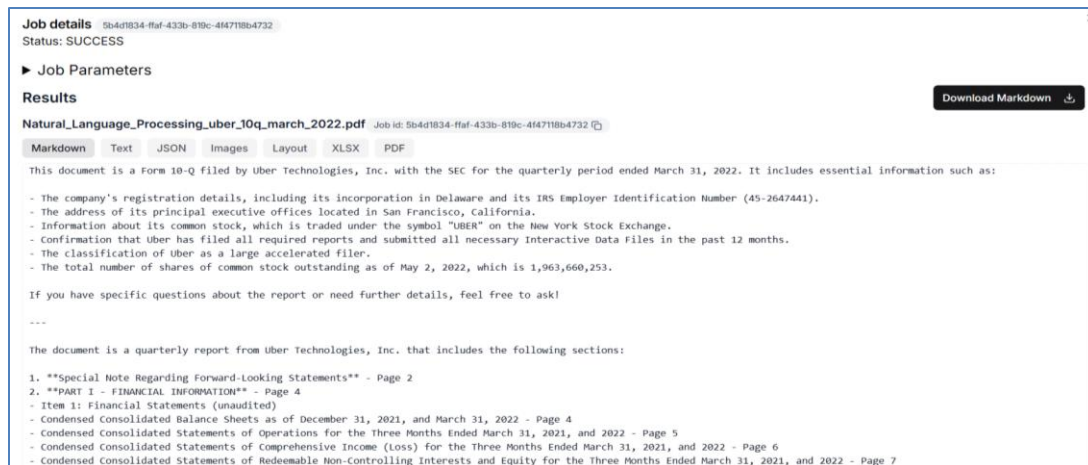 Job details 5b4d1834-ffaf-433b-819c-4f47118b4732
Status: SUCCESS
▶ Job Parameters
Results
Download Markdown
Natural_Language_Processing_uber_10q_march_2022.pdf Job id: 5b4d1834-ffaf-433b-819c-4f47118b4732
Markdown Text JSON Images Layout XLSX PDF
This document is a Form 10-Q filed by Uber Technologies, Inc. with the SEC for the quarterly period ended March 31, 2022. It includes essential information such as:
- The company's registration details, including its incorporation in Delaware and its IRS Employer Identification Number (45-2647441).
- The address of its principal executive offices located in San Francisco, California.
- Information about its common stock, which is traded under the symbol "UBER" on the New York Stock Exchange.
- Confirmation that Uber has filed all required reports and submitted all necessary Interactive Data Files in the past 12 months.
- The classification of Uber as a large accelerated filer.
- The total number of shares of common stock outstanding as of May 2, 2022, which is 1,963,660,253.
If you have specific questions about the report or need further details, feel free to ask!
---
The document is a quarterly report from Uber Technologies, Inc. that includes the following sections:
1. **Special Note Regarding Forward-Looking Statements** - Page 2
2. **PART I - FINANCIAL INFORMATION** - Page 4
- Item 1: Financial Statements (unaudited)
- Condensed Consolidated Balance Sheets as of December 31, 2021, and March 31, 2022 - Page 4
- Condensed Consolidated Statements of Operations for the Three Months Ended March 31, 2021, and 2022 - Page 5
- Condensed Consolidated Statements of Comprehensive Income (Loss) for the Three Months Ended March 31, 2021, and 2022 - Page 6
- Condensed Consolidated Statements of Redeemable Non-Controlling Interests and Equity for the Three Months Ended March 31, 2021, and 2022 - Page 7